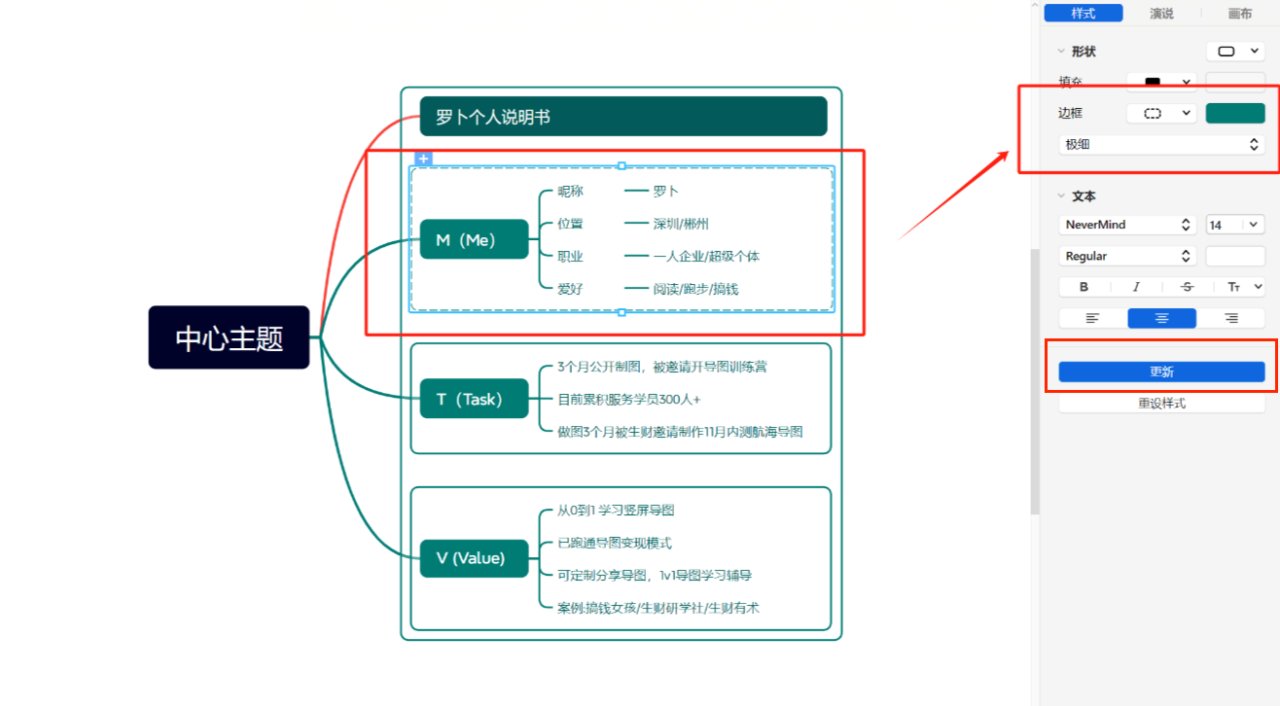 样式
演说
画布
形状
填充
边框
极细
文本
NeverMind
14
Regular
B
I
S
Tт
更新
重设样式
中心主题
罗卜个人说明书
M（Me）
昵称
罗卜
位置
深圳/郴州
职业
一人企业/超级个体
爱好
阅读/跑步/搞钱
T（Task）
3个月公开制图，被邀请开导图训练营
目前累积服务学员300人+
做图3个月被生财邀请制作11月内测航海导图
V (Value)
从0到1 学习竖屏导图
已跑通导图变现模式
可定制分享导图，1v1导图学习辅导
案例:搞钱女孩/生财研学社/生财有术